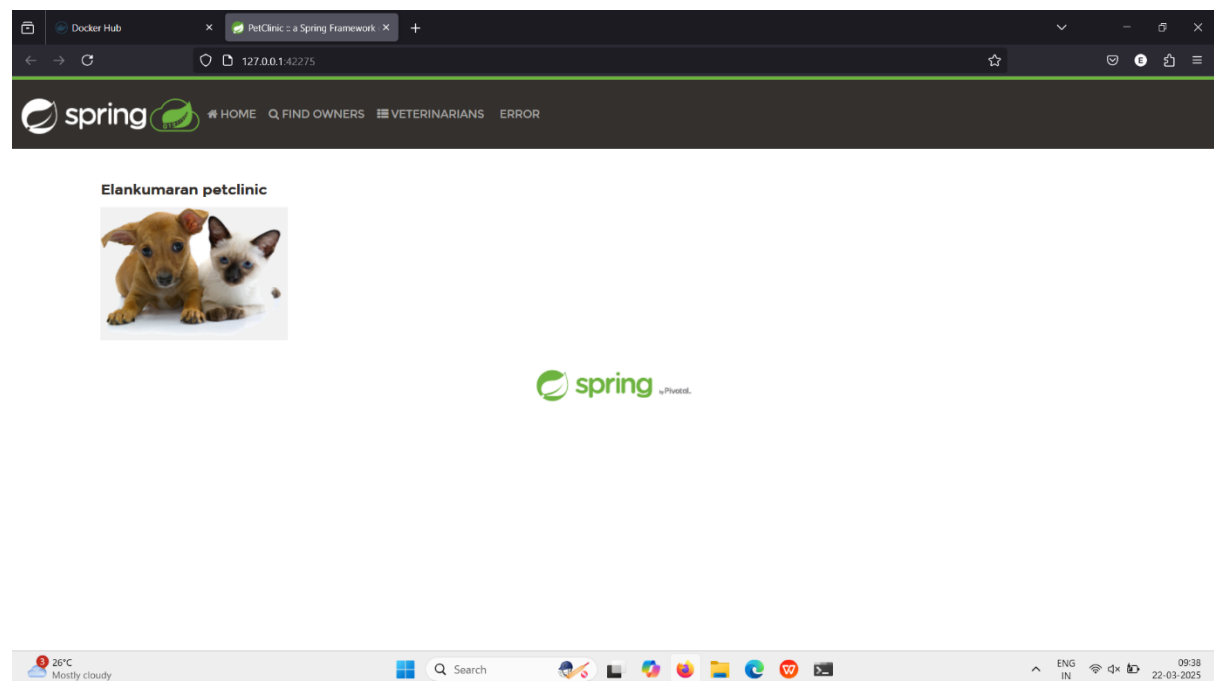 Docker Hub
PetClinic :: a Spring Framework
127.0.0.1:42275
E
spring HOME FIND OWNERS VETERINARIANS ERROR
Elankumaran petclinic
spring by Pivotal.
3
26°C
Mostly cloudy
Search
ENG
IN
09:38
22-03-2025